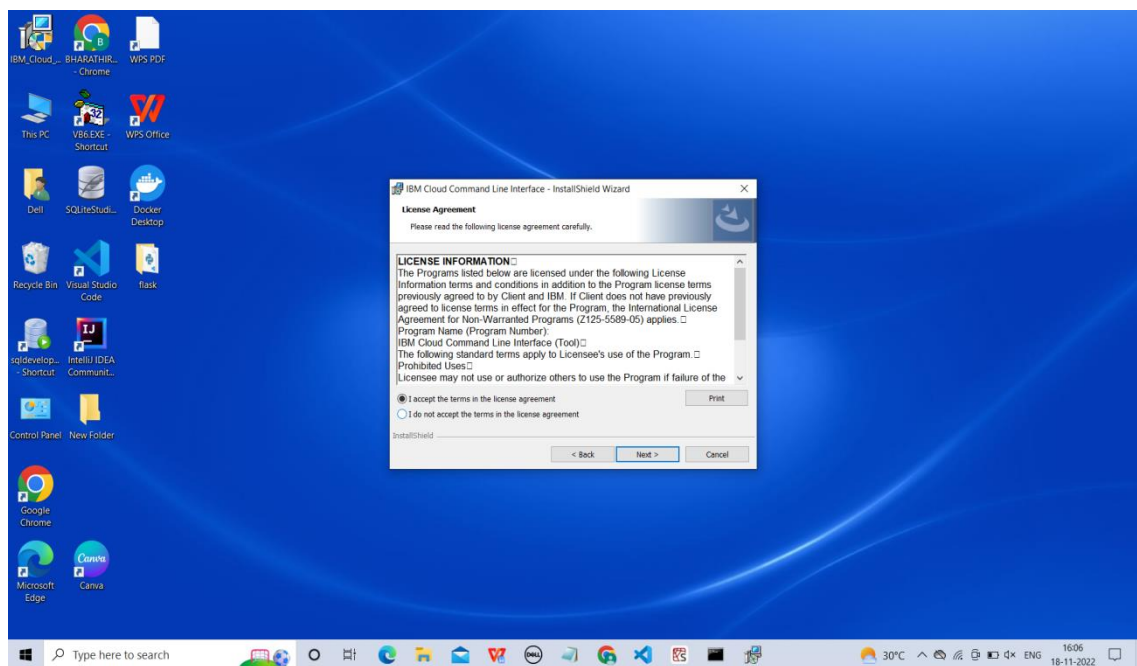 IBM_Cloud_...
BHARATHIR...
- Chrome
WPS PDF
This PC
VB6.EXE -
Shortcut
WPS Office
Dell
SQLiteStudi...
Docker
Desktop
Recycle Bin
Visual Studio
Code
flask
sqldevelop...
- Shortcut
IntelliJ IDEA
Communit...
Control Panel
New Folder
Google
Chrome
Microsoft
Edge
Canva
IBM Cloud Command Line Interface - InstallShield Wizard
License Agreement
Please read the following license agreement carefully.
LICENSE INFORMATION
The Programs listed below are licensed under the following License
Information terms and conditions in addition to the Program license terms
previously agreed to by Client and IBM. If Client does not have previously
agreed to license terms in effect for the Program, the International License
Agreement for Non-Warranted Programs (Z125-5589-05) applies.
Program Name (Program Number):
IBM Cloud Command Line Interface (Tool)
The following standard terms apply to Licensee's use of the Program.
Prohibited Uses
Licensee may not use or authorize others to use the Program if failure of the
I accept the terms in the license agreement
Print
I do not accept the terms in the license agreement
InstallShield
< Back
Next >
Cancel
Type here to search
30°C
ENG
16:06
18-11-2022